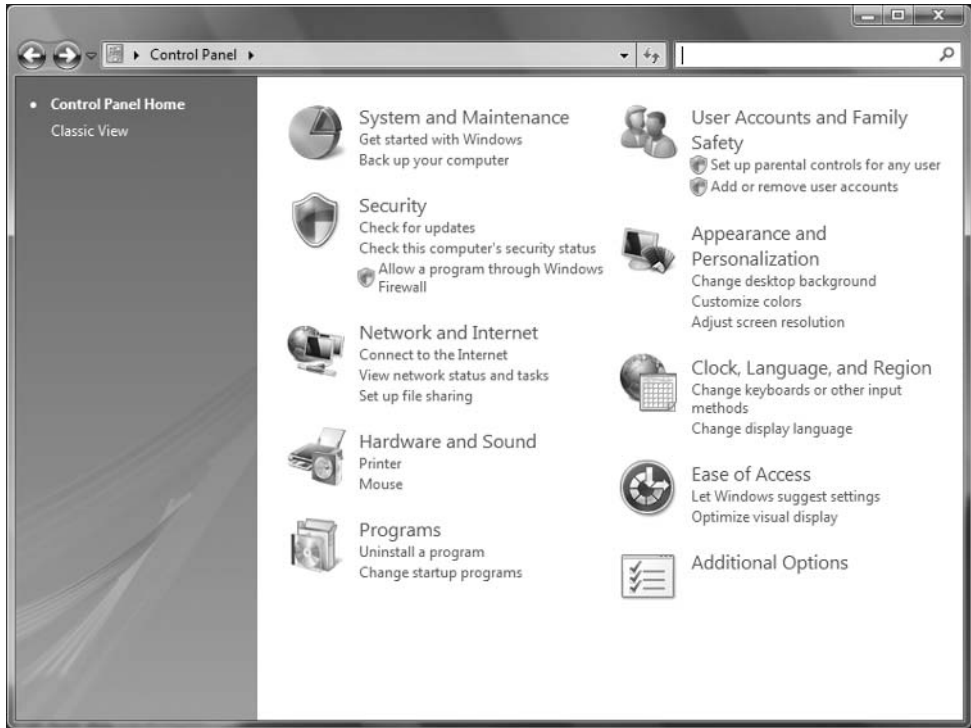 Control Panel
Control Panel Home
Classic View
System and Maintenance
Get started with Windows
Back up your computer
Security
Check for updates
Check this computer's security status
Allow a program through Windows
Firewall
Network and Internet
Connect to the Internet
View network status and tasks
Set up file sharing
Hardware and Sound
Printer
Mouse
Programs
Uninstall a program
Change startup programs
User Accounts and Family
Safety
Set up parental controls for any user
Add or remove user accounts
Appearance and
Personalization
Change desktop background
Customize colors
Adjust screen resolution
Clock, Language, and Region
Change keyboards or other input
methods
Change display language
Ease of Access
Let Windows suggest settings
Optimize visual display
Additional Options